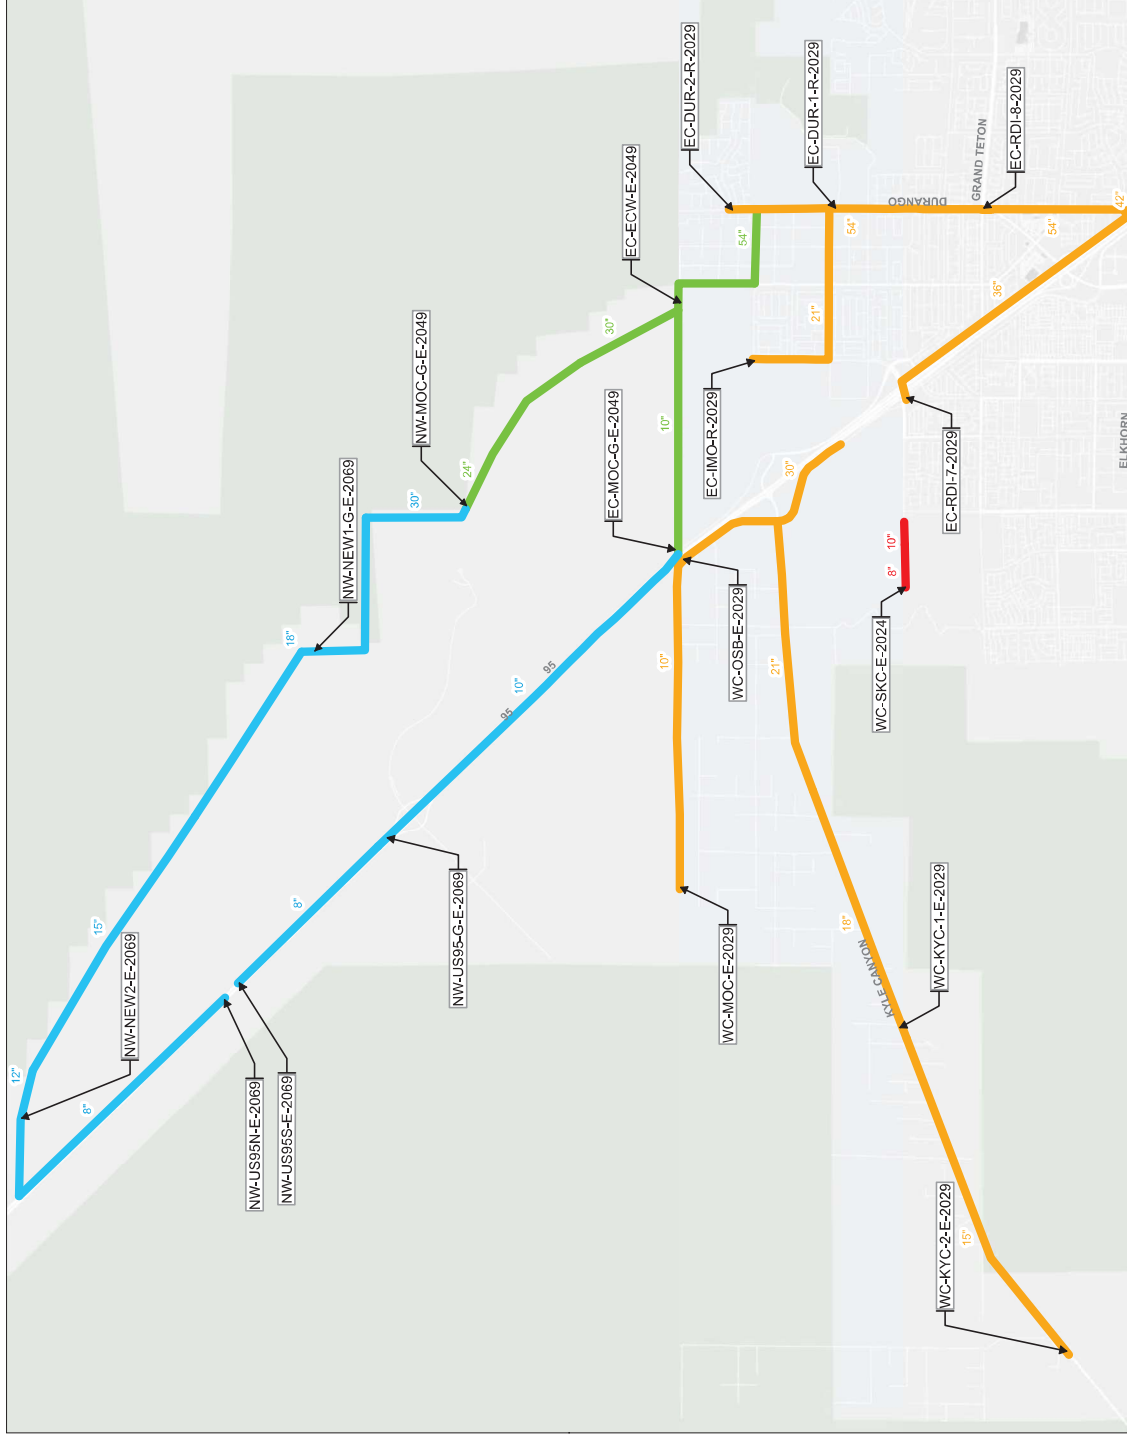 EC-DUR-2-R-2029
EC-DUR-1-R-2029
EC-RDI-8-2029
GRAND TETON
DURANGO
42"
54"
54"
54"
EC-ECW-E-2049
36"
21"
30"
NW-MOC-G-E-2049
EC-MOC-G-E-2049
10"
EC-IMO-R-2029
EC-RDI-7-2029
ELKHORN
24"
30"
NW-NEW1-G-E-2069
30"
10"
8"
18"
WC-OSB-E-2029
WC-SKC-E-2024
10"
21"
95
10"
95
NW-US95-G-E-2069
8"
15"
NW-NEW2-E-2069
WC-MOC-E-2029
18"
KYLE CANYON
WC-KYC-1-E-2029
12"
8"
NW-US95N-E-2069
NW-US95S-E-2069
WC-KYC-2-E-2029
15"